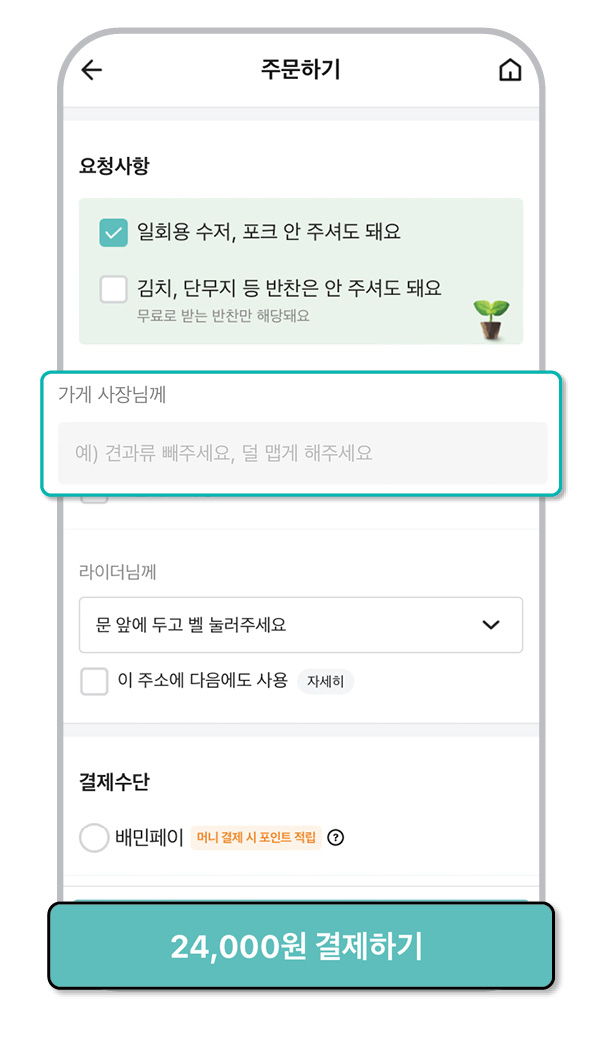 주문하기
요청사항
일회용 수저, 포크 안 주셔도 돼요
김치, 단무지 등 반찬은 안 주셔도 돼요
무료로 받는 반찬만 해당돼요
가게 사장님께
예) 견과류 빼주세요, 덜 맵게 해주세요
라이더님께
문 앞에 두고 벨 눌러주세요
이 주소에 다음에도 사용 자세히
결제수단
배민페이 머니 결제 시 포인트 적립 ?
24,000원 결제하기